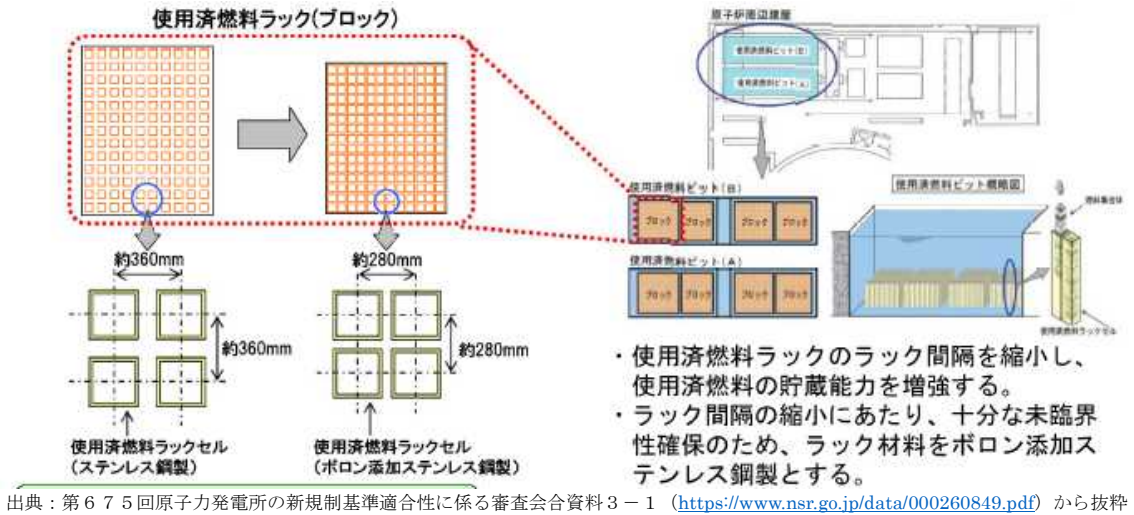 使用済燃料ラック(ブロック)
約360mm
約360mm
使用済燃料ラックセル
(ステンレス鋼製)
約280mm
約280mm
使用済燃料ラックセル
(ボロン添加ステンレス鋼製)
原子炉周辺建屋
使用済燃料ピット(B)
使用済燃料ピット(A)
使用済燃料ピット(B)
ブロック
ブロック
ブロック
ブロック
使用済燃料ピット(A)
ブロック
ブロック
ブロック
ブロック
使用済燃料ピット概略図
燃料集合体
使用済燃料ラックセル
・使用済燃料ラックのラック間隔を縮小し、
使用済燃料の貯蔵能力を増強する。
・ラック間隔の縮小にあたり、十分な未臨界
性確保のため、ラック材料をボロン添加ス
テンレス鋼製とする。
出典:第675回原子力発電所の新規制基準適合性に係る審査会合資料3-1(https://www.nsr.go.jp/data/000260849.pdf)から抜粋